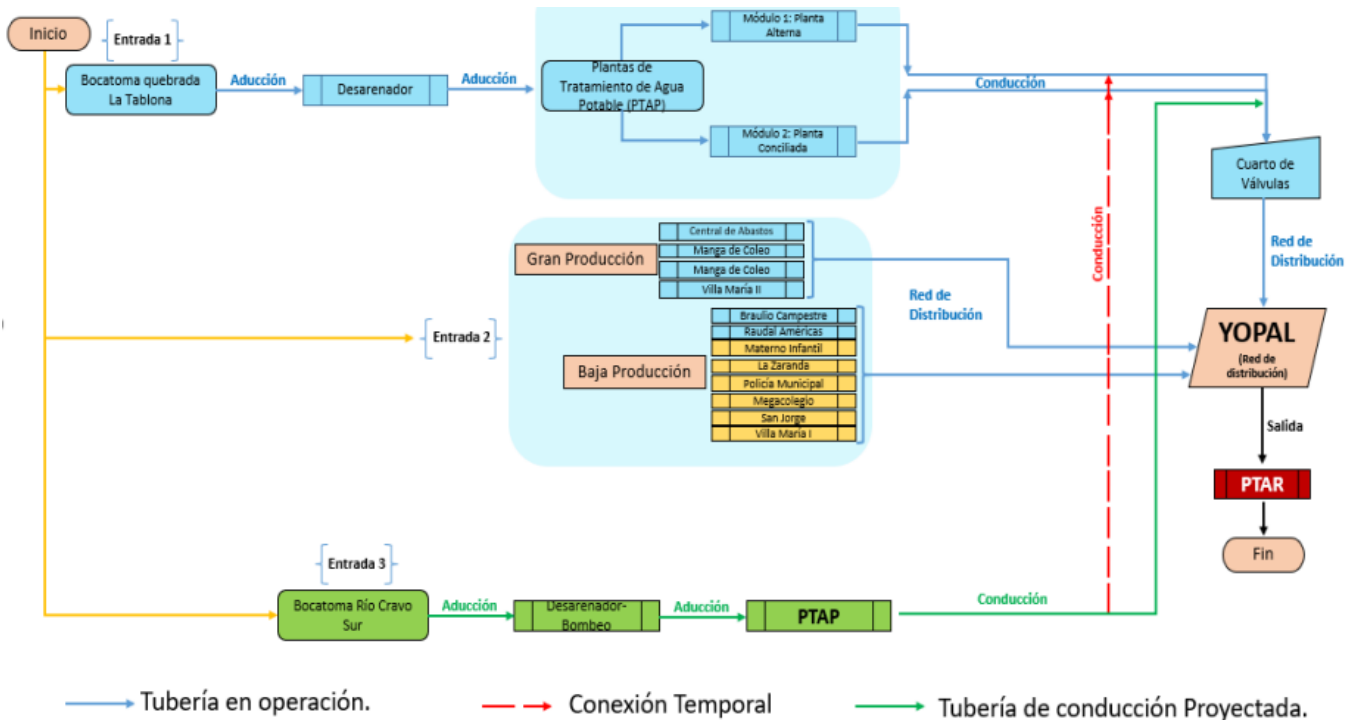 Inicio
Entrada 1
Bocatoma quebrada
La Tablona
Aducción
Desarenador
Aducción
Plantas de
Tratamiento de Agua
Potable (PTAP)
Módulo 1: Planta
Alterna
Módulo 2: Planta
Conciliada
Conducción
Cuarto de
Válvulas
Red de
Distribución
Entrada 2
Gran Producción
Central de Abastos
Manga de Coleo
Manga de Coleo
Villa María II
Baja Producción
Braulio Campestre
Raudal Américas
Materno Infantil
La Zaranda
Policía Municipal
Megacolegio
San Jorge
Villa María I
Red de
Distribución
Conducción
YOPAL
(Red de
distribución)
Salida
PTAR
Fin
Entrada 3
Bocatoma Río Cravo
Sur
Aducción
Desarenador-
Bombeo
Aducción
PTAP
Conducción
Tubería en operación.
Conexión Temporal
Tubería de conducción Proyectada.